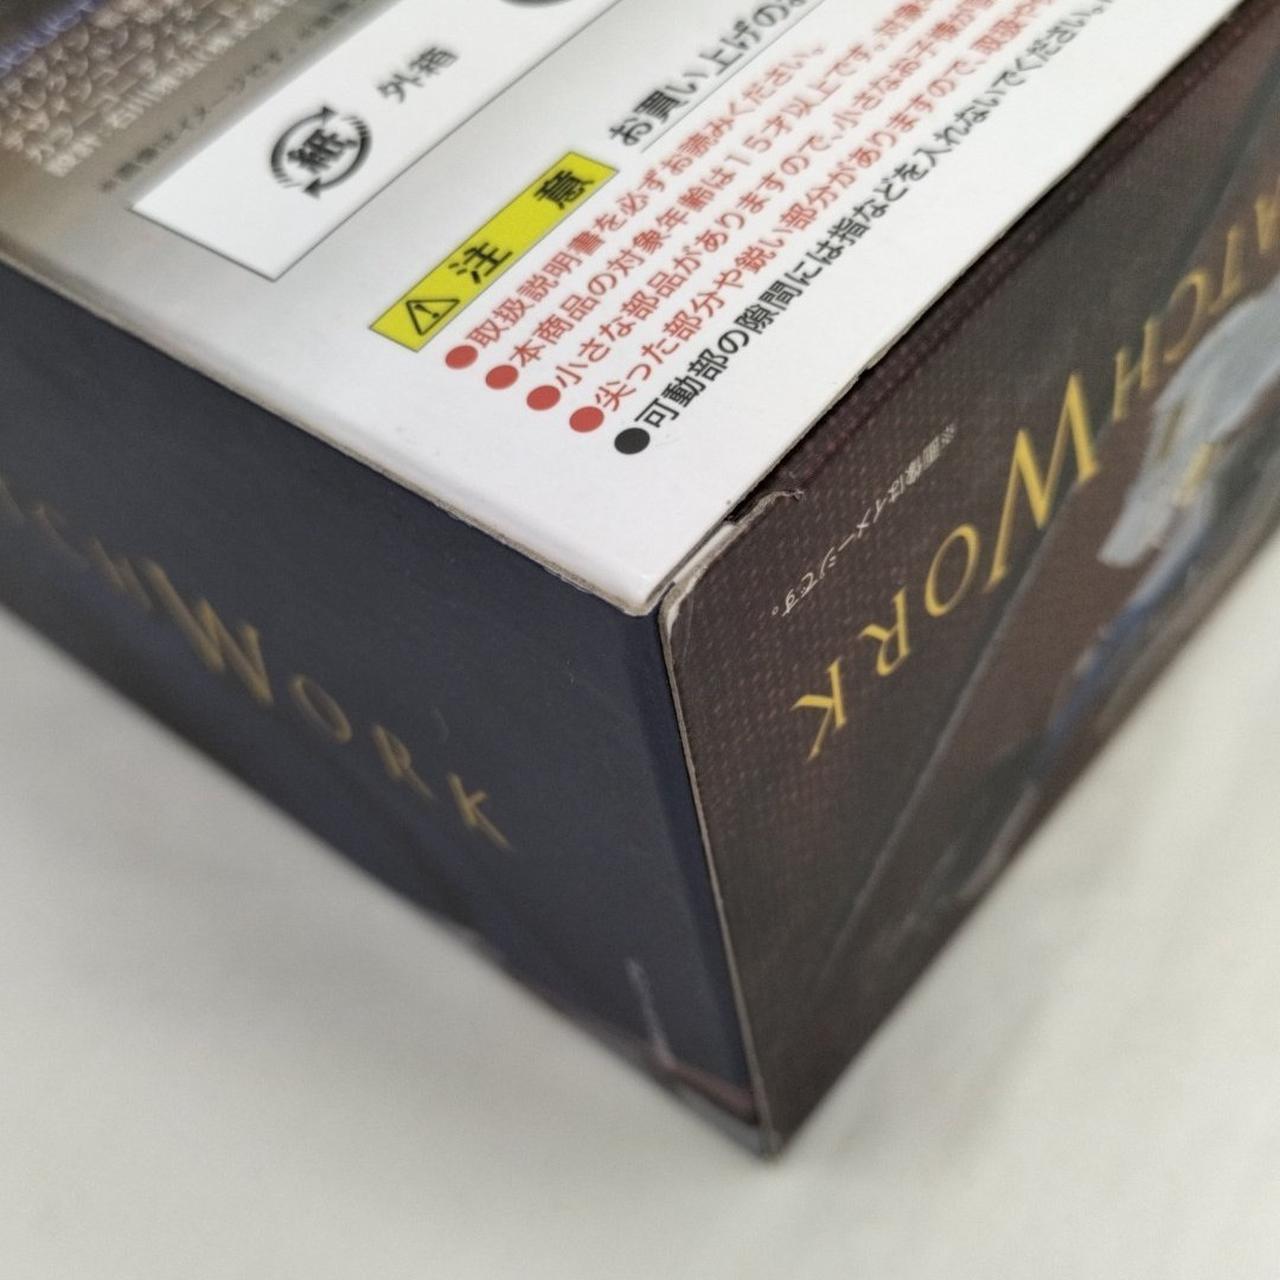 外箱
紙
注意
お買い上げの
●取扱説明書を必ずお読みください。
●本商品の対象年齢は15才以上です。対象
●小さな部品がありますので、小さなお子様が
●尖った部分や鋭い部分がありますので、取扱
●可動部の隙間には指などを入れないでください。
※画像はイメージです。
TCHWORK
WORK